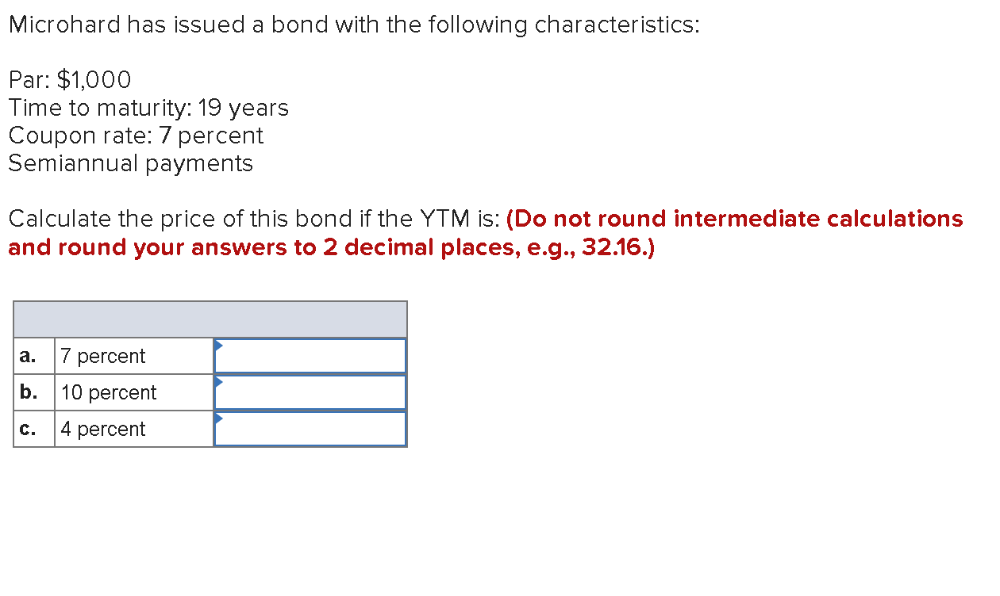 Microhard has issued a bond with the following characteristics:
Par: $1,000
Time to maturity: 19 years
Coupon rate: 7 percent
Semiannual payments
Calculate the price of this bond if the YTM is: (Do not round intermediate calculations
and round your answers to 2 decimal places, e.g., 32.16.)
a. 7 percent
b. 10 percent
c. 4 percent